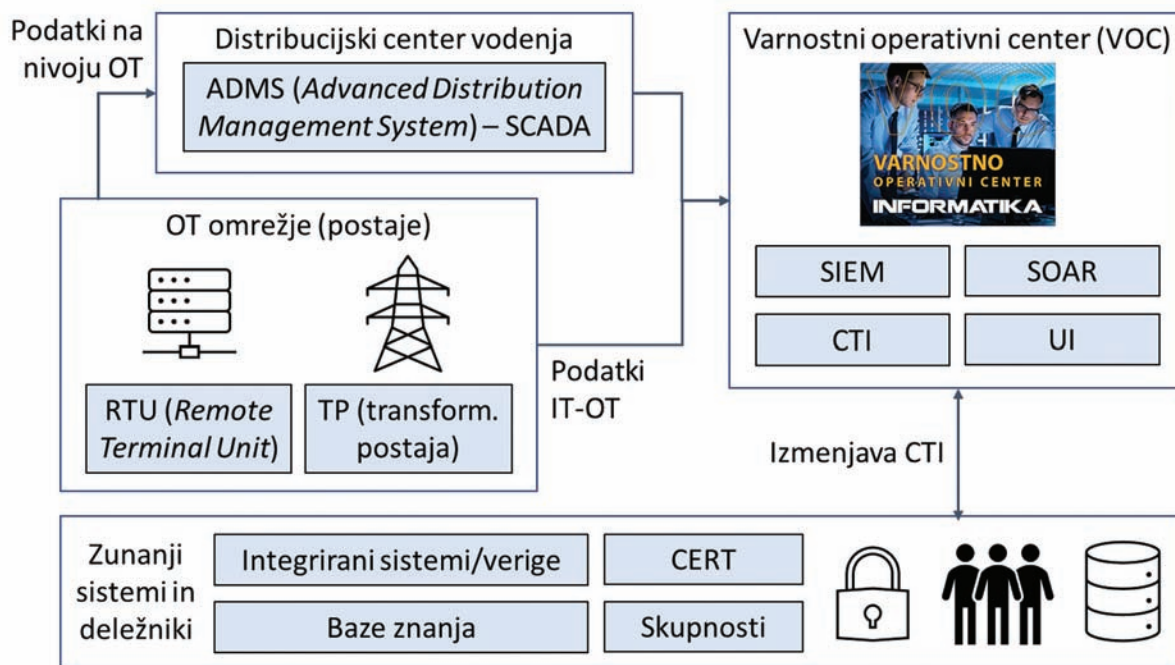 Podatki na
nivoju OT
Distribucijski center vodenja
ADMS (Advanced Distribution
Management System) – SCADA
OT omrežje (postaje)
RTU (Remote
Terminal Unit)
TP (transform.
postaja)
Podatki
IT-OT
Varnostni operativni center (VOC)
VARNOSTNO
OPERATIVNI CENTER
INFORMATIKA
SIEM
SOAR
CTI
UI
Izmenjava CTI
Zunanji
sistemi in
deležniki
Integrirani sistemi/verige
CERT
Baze znanja
Skupnosti